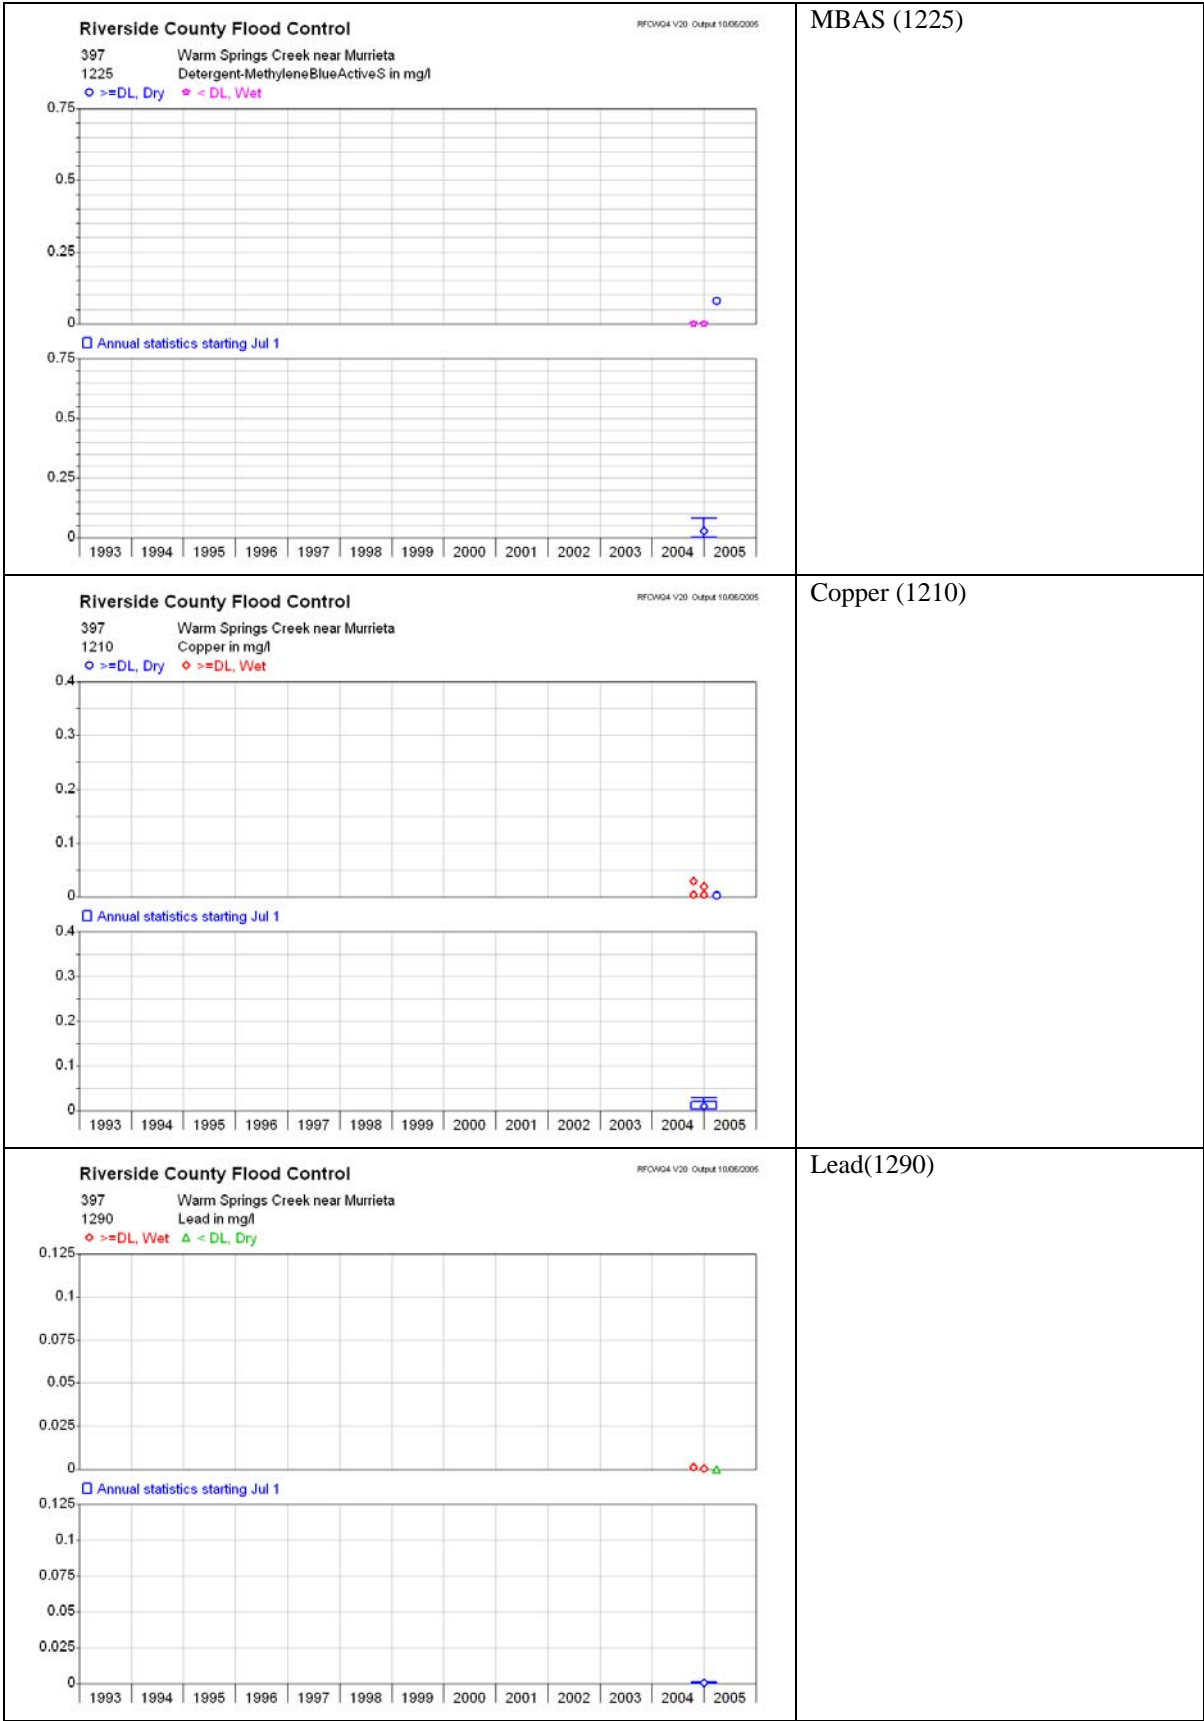 Riverside County Flood Control
RFCWQ4 V20 Output 10/06/2005
MBAS (1225)
397 Warm Springs Creek near Murrieta
1225 Detergent-MethyleneBlueActiveS in mg/l
>=DL, Dry < DL, Wet
0.75
0.5
0.25
0
Annual statistics starting Jul 1
0.75
0.5
0.25
0
1993 1994 1995 1996 1997 1998 1999 2000 2001 2002 2003 2004 2005
Riverside County Flood Control
RFCWQ4 V20 Output 10/06/2005
Copper (1210)
397 Warm Springs Creek near Murrieta
1210 Copper in mg/l
>=DL, Dry >=DL, Wet
0.4
0.3
0.2
0.1
0
Annual statistics starting Jul 1
0.4
0.3
0.2
0.1
0
1993 1994 1995 1996 1997 1998 1999 2000 2001 2002 2003 2004 2005
Riverside County Flood Control
RFCWQ4 V20 Output 10/06/2005
Lead(1290)
397 Warm Springs Creek near Murrieta
1290 Lead in mg/l
>=DL, Wet < DL, Dry
0.125
0.1
0.075
0.05
0.025
0
Annual statistics starting Jul 1
0.125
0.1
0.075
0.05
0.025
0
1993 1994 1995 1996 1997 1998 1999 2000 2001 2002 2003 2004 2005